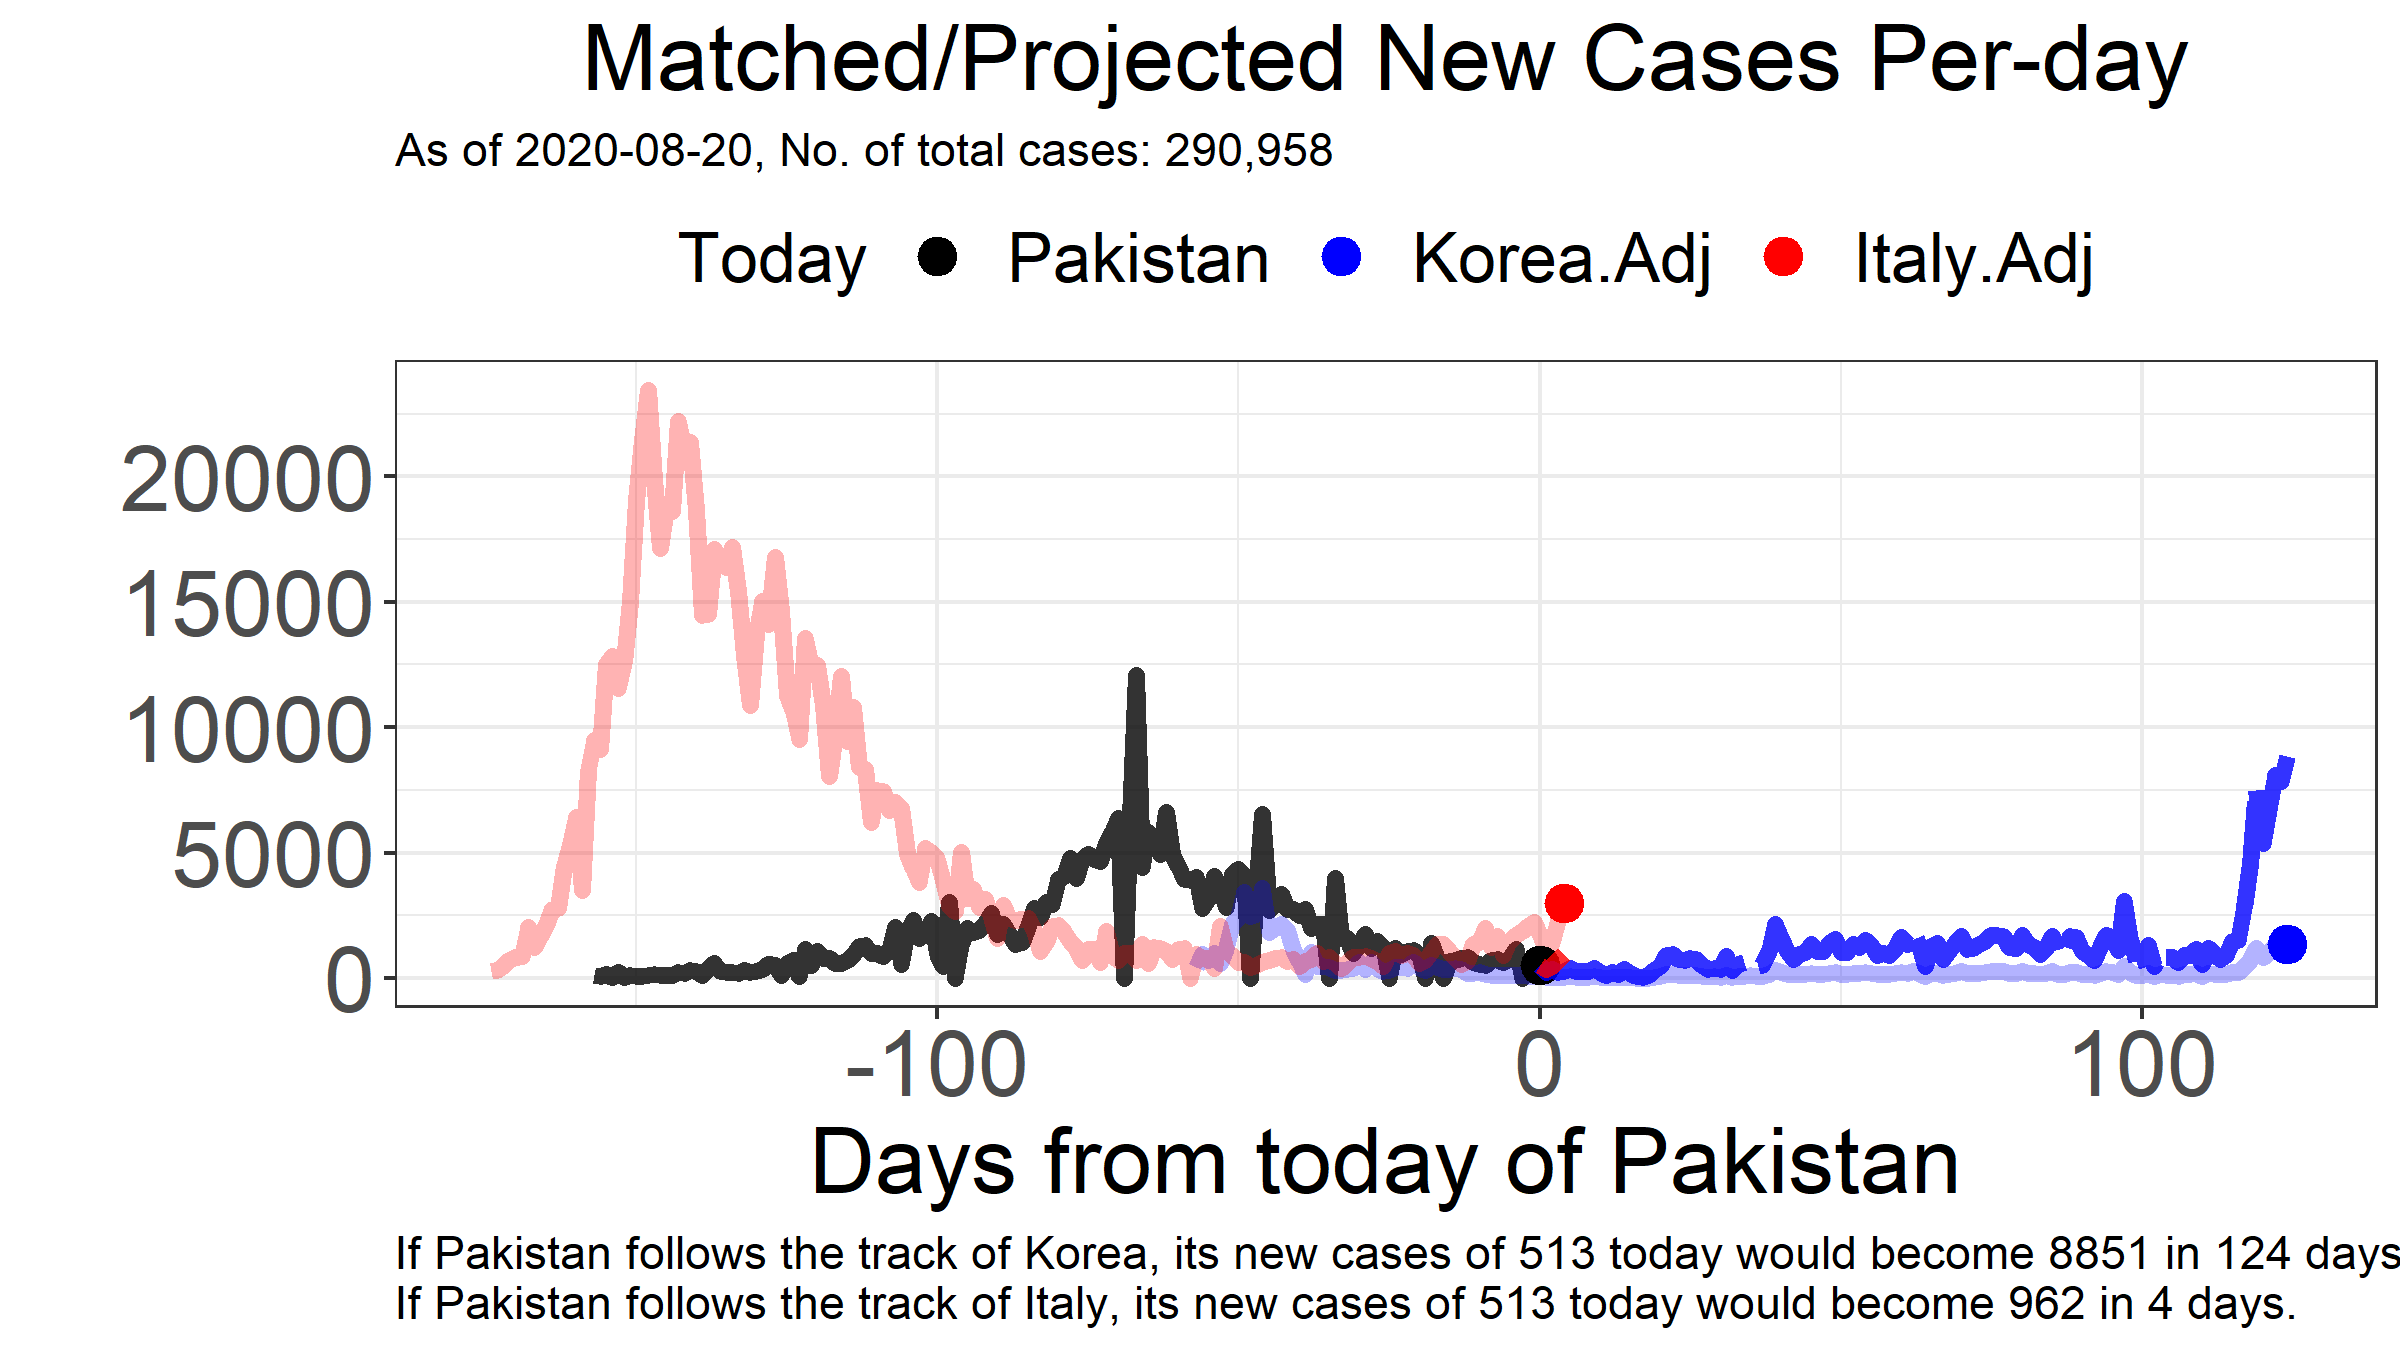 Matched/Projected New Cases Per-day
As of 2020-08-20, No. of total cases: 290,958
Today Pakistan Korea.Adj Italy.Adj
20000
15000
10000
5000
0
-100 0 100
Days from today of Pakistan
If Pakistan follows the track of Korea, its new cases of 513 today would become 8851 in 124 days
If Pakistan follows the track of Italy, its new cases of 513 today would become 962 in 4 days.